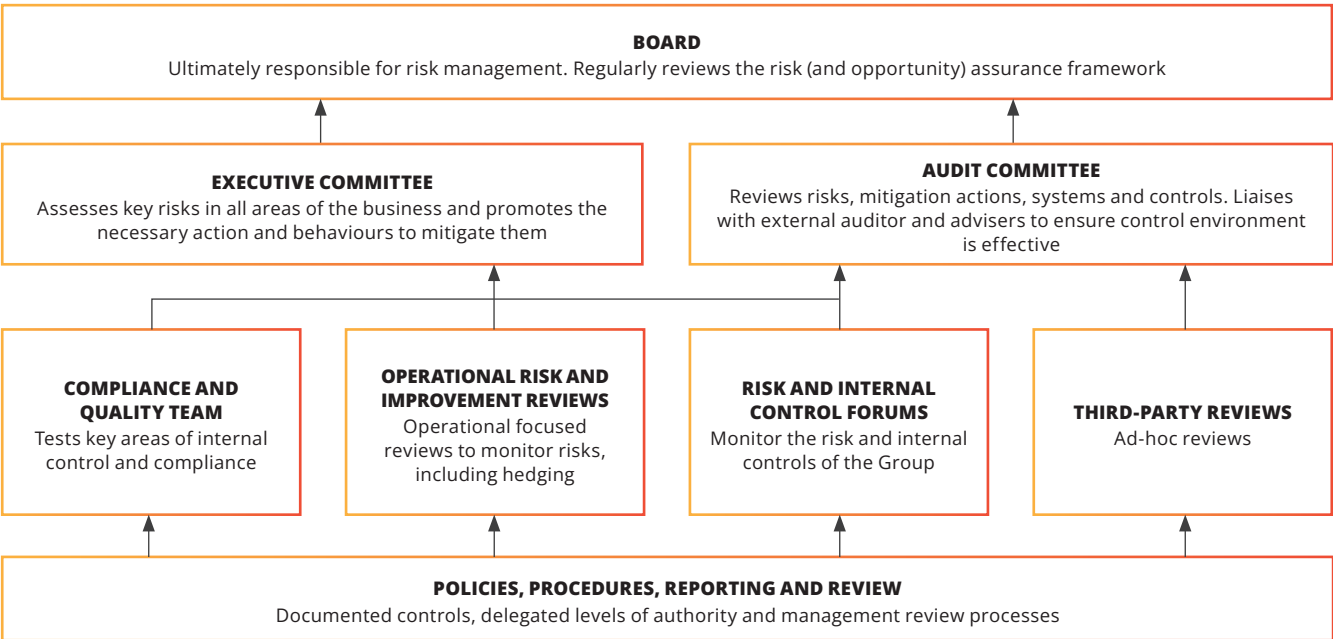 BOARD
Ultimately responsible for risk management. Regularly reviews the risk (and opportunity) assurance framework
EXECUTIVE COMMITTEE
Assesses key risks in all areas of the business and promotes the
necessary action and behaviours to mitigate them
AUDIT COMMITTEE
Reviews risks, mitigation actions, systems and controls. Liaises
with external auditor and advisers to ensure control environment
is effective
COMPLIANCE AND
QUALITY TEAM
Tests key areas of internal
control and compliance
OPERATIONAL RISK AND
IMPROVEMENT REVIEWS
Operational focused
reviews to monitor risks,
including hedging
RISK AND INTERNAL
CONTROL FORUMS
Monitor the risk and internal
controls of the Group
THIRD-PARTY REVIEWS
Ad-hoc reviews
POLICIES, PROCEDURES, REPORTING AND REVIEW
Documented controls, delegated levels of authority and management review processes